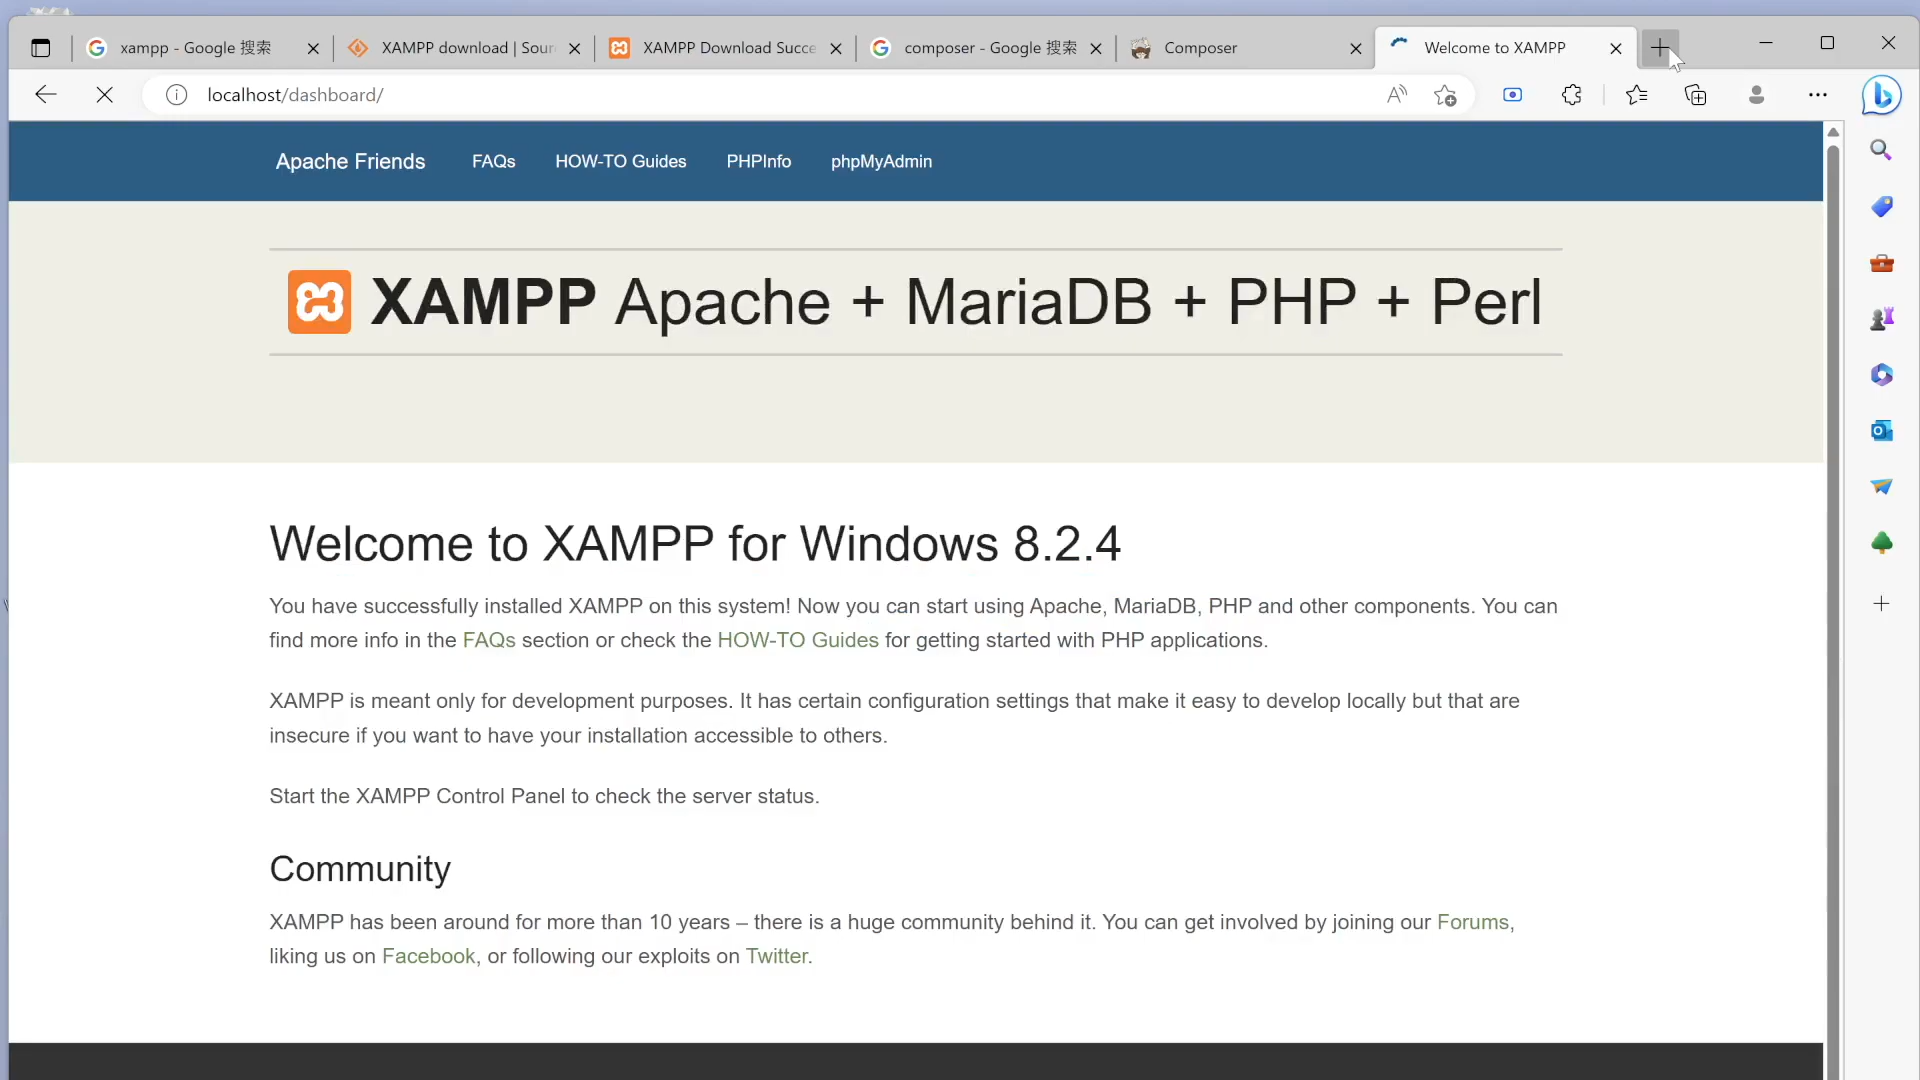 xampp - Google 搜索
XAMPP download | Sour
XAMPP Download Succe
composer - Google 搜索
Composer
Welcome to XAMPP
localhost/dashboard/
Apache Friends
FAQs
HOW-TO Guides
PHPInfo
phpMyAdmin
XAMPP Apache + MariaDB + PHP + Perl
Welcome to XAMPP for Windows 8.2.4
You have successfully installed XAMPP on this system! Now you can start using Apache, MariaDB, PHP and other components. You can
find more info in the FAQs section or check the HOW-TO Guides for getting started with PHP applications.
XAMPP is meant only for development purposes. It has certain configuration settings that make it easy to develop locally but that are
insecure if you want to have your installation accessible to others.
Start the XAMPP Control Panel to check the server status.
Community
XAMPP has been around for more than 10 years – there is a huge community behind it. You can get involved by joining our Forums,
liking us on Facebook, or following our exploits on Twitter.